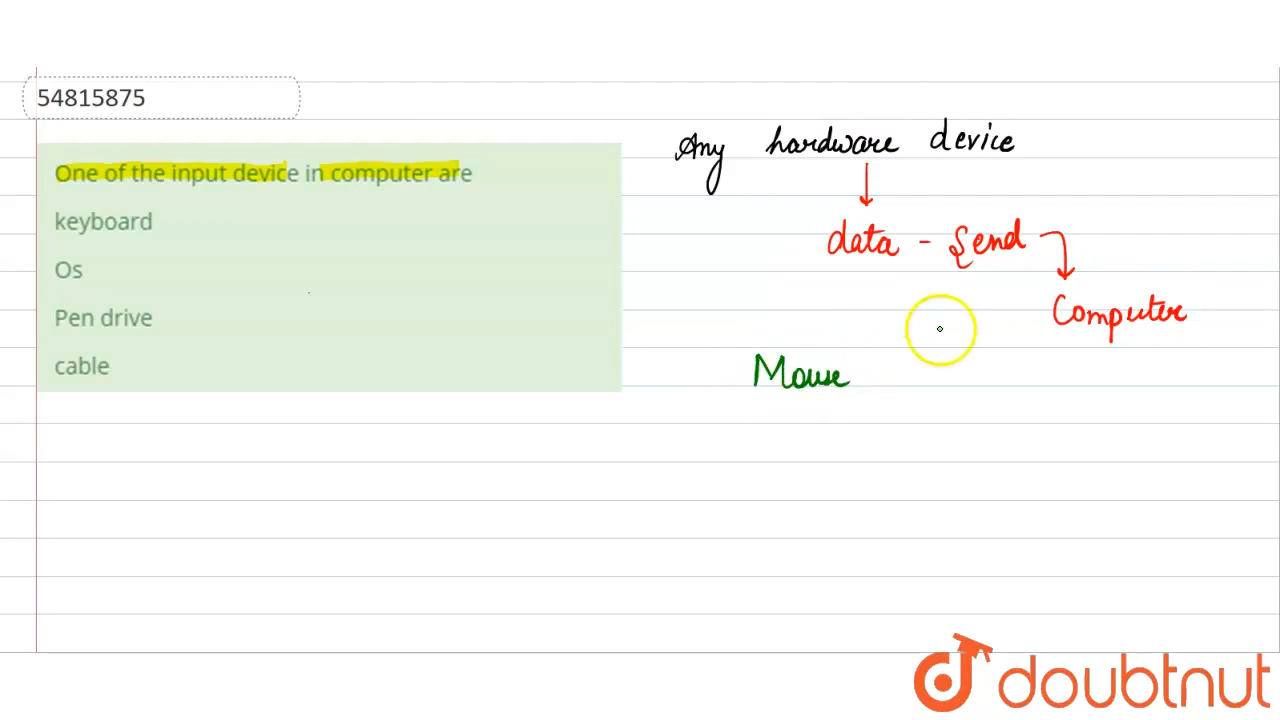 54815875
One of the input device in computer are
keyboard
Os
Pen drive
cable
Any hardware device
data - send
Computer
Mouse
doubtnut